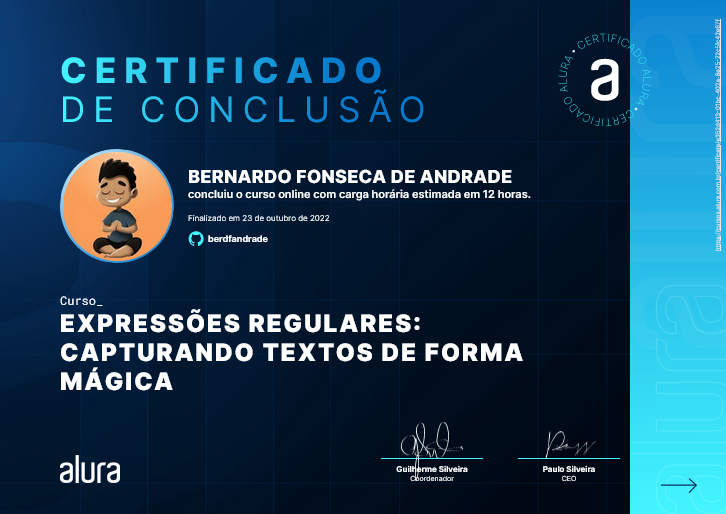 CERTIFICADO
DE CONCLUSÃO
CERTIFICADO ALURA • CERTIFICADO ALURA •
a
BERNARDO FONSECA DE ANDRADE
concluiu o curso online com carga horária estimada em 12 horas.
Finalizado em 23 de outubro de 2022
berdfandrade
Curso_
EXPRESSÕES REGULARES:
CAPTURANDO TEXTOS DE FORMA
MÁGICA
alura
Guilherme Silveira
Coordenador
Paulo Silveira
CEO
alura